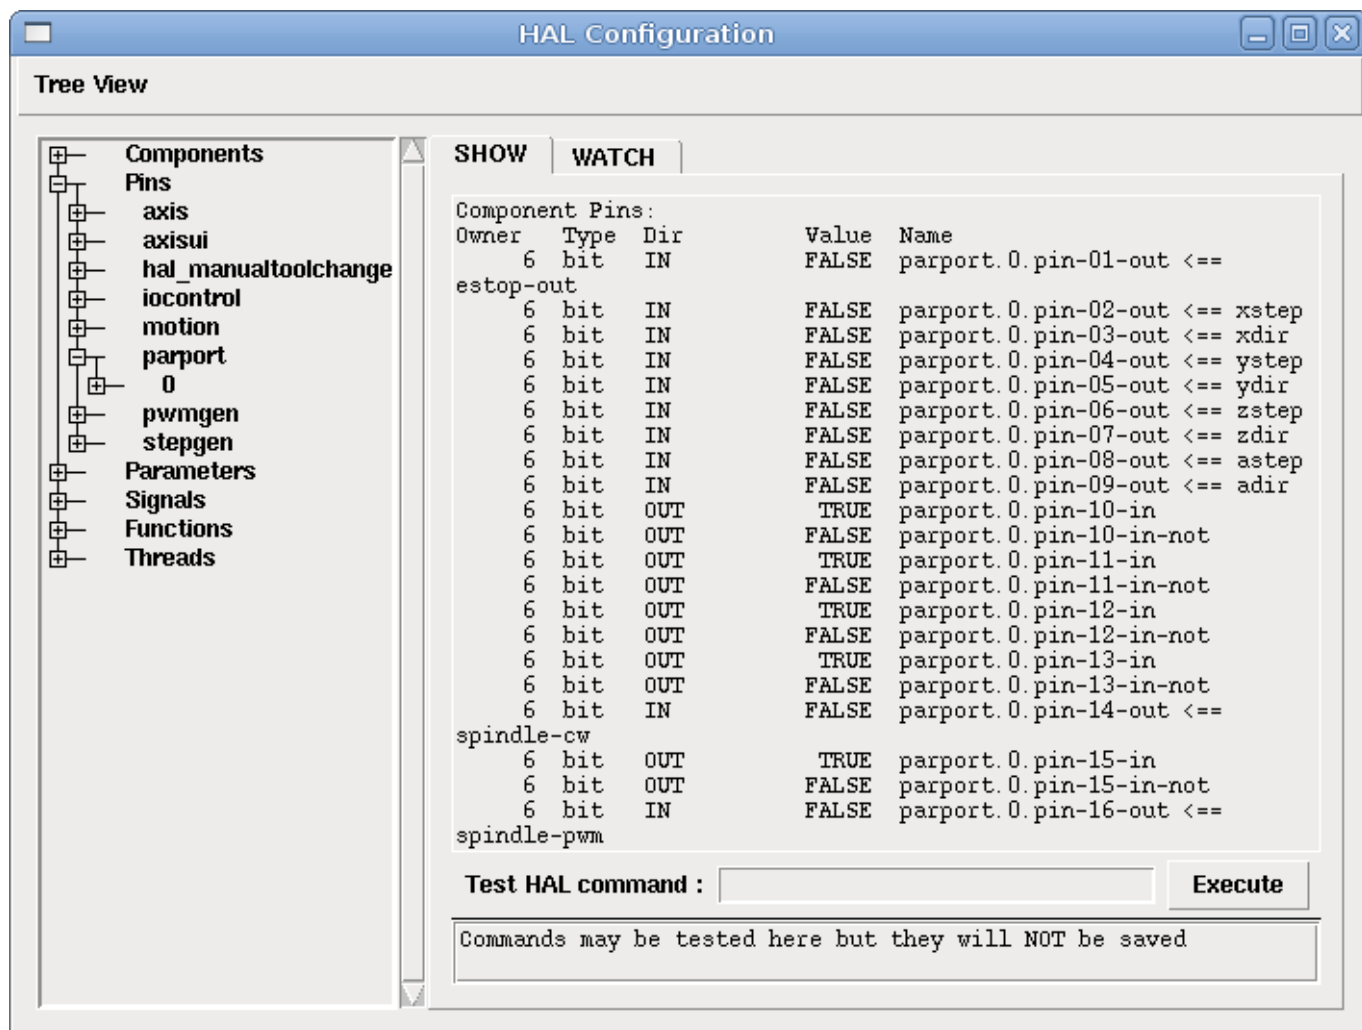 HAL Configuration
Tree View
Components
Pins
axis
axisui
hal_manualtoolchange
iocontrol
motion
parport
0
pwmgen
stepgen
Parameters
Signals
Functions
Threads
SHOW WATCH
Component Pins:
Owner Type Dir Value Name
6 bit IN FALSE parport.0.pin-01-out <==
estop-out
6 bit IN FALSE parport.0.pin-02-out <== xstep
6 bit IN FALSE parport.0.pin-03-out <== xdir
6 bit IN FALSE parport.0.pin-04-out <== ystep
6 bit IN FALSE parport.0.pin-05-out <== ydir
6 bit IN FALSE parport.0.pin-06-out <== zstep
6 bit IN FALSE parport.0.pin-07-out <== zdir
6 bit IN FALSE parport.0.pin-08-out <== astep
6 bit IN FALSE parport.0.pin-09-out <== adir
6 bit OUT TRUE parport.0.pin-10-in
6 bit OUT FALSE parport.0.pin-10-in-not
6 bit OUT TRUE parport.0.pin-11-in
6 bit OUT FALSE parport.0.pin-11-in-not
6 bit OUT TRUE parport.0.pin-12-in
6 bit OUT FALSE parport.0.pin-12-in-not
6 bit OUT TRUE parport.0.pin-13-in
6 bit OUT FALSE parport.0.pin-13-in-not
6 bit IN FALSE parport.0.pin-14-out <==
spindle-cw
6 bit OUT TRUE parport.0.pin-15-in
6 bit OUT FALSE parport.0.pin-15-in-not
6 bit IN FALSE parport.0.pin-16-out <==
spindle-pwm
Test HAL command : Execute
Commands may be tested here but they will NOT be saved